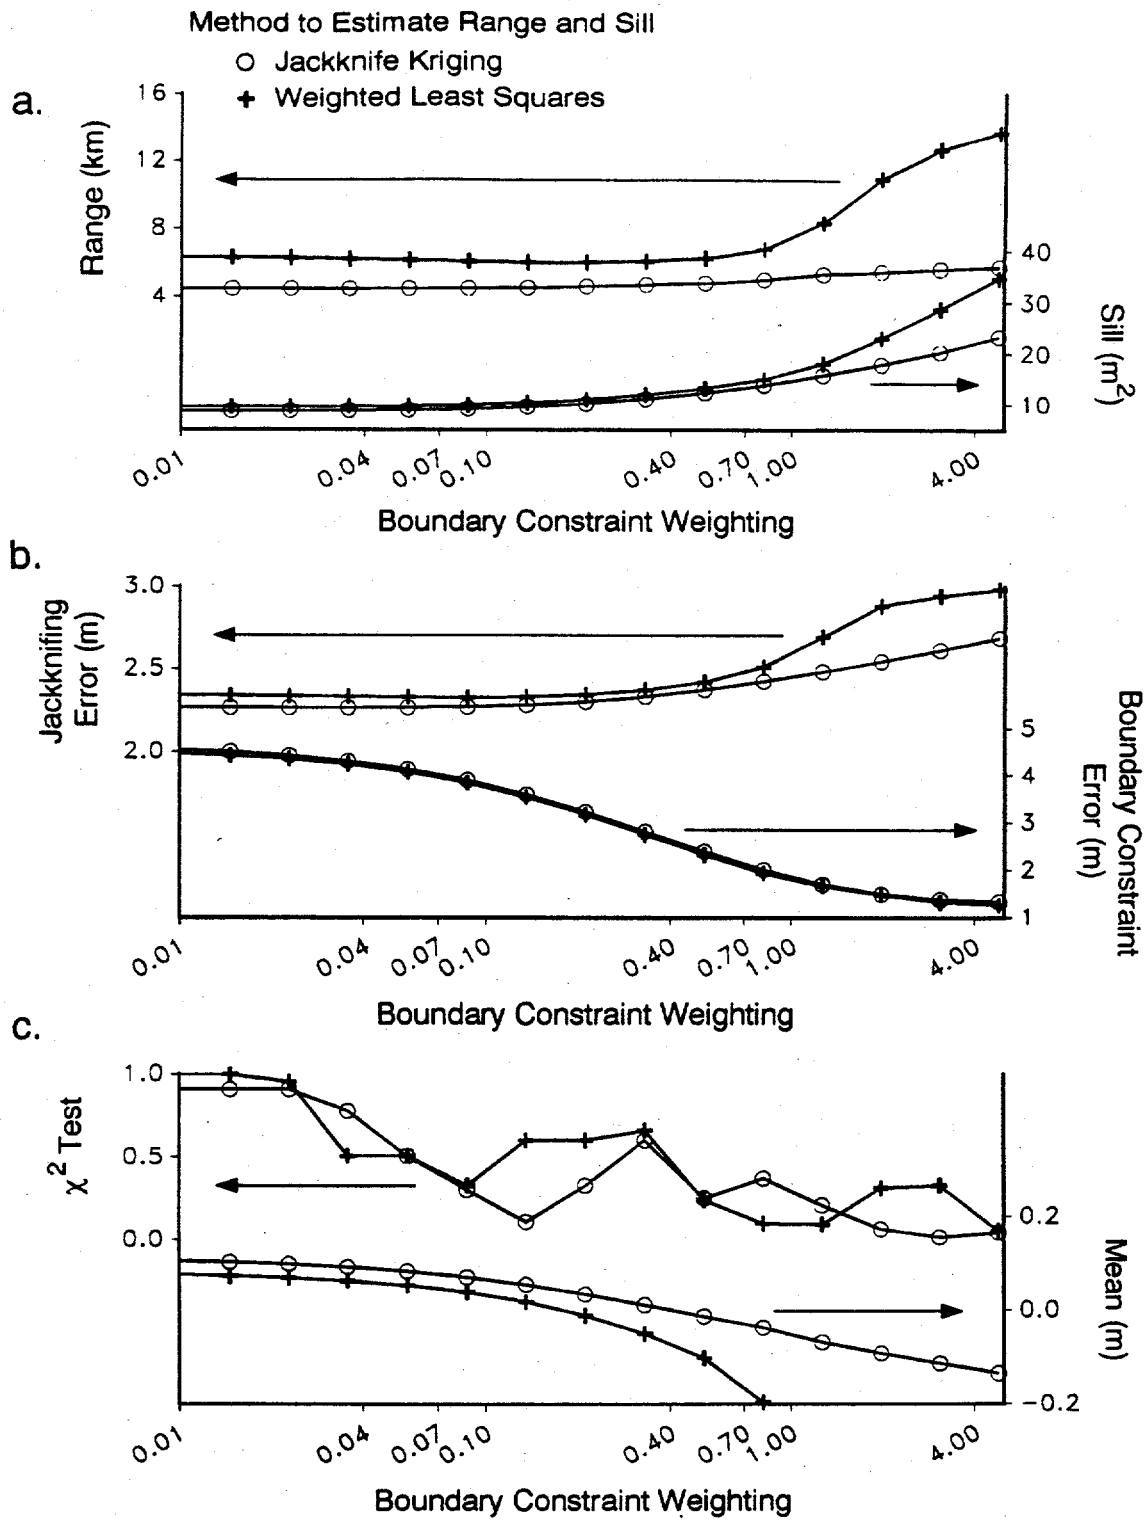 Method to Estimate Range and Sill
Jackknife Kriging
Weighted Least Squares
a.
Range (km)
16
12
8
4
40
30
20
10
Sill (m²)
0.01
0.04
0.07
0.10
0.40
0.70
1.00
4.00
Boundary Constraint Weighting
b.
Jackknifing
Error (m)
3.0
2.5
2.0
5
4
3
2
1
Boundary Constraint
Error (m)
0.01
0.04
0.07
0.10
0.40
0.70
1.00
4.00
Boundary Constraint Weighting
c.
χ² Test
1.0
0.5
0.0
0.2
0.0
-0.2
Mean (m)
0.01
0.04
0.07
0.10
0.40
0.70
1.00
4.00
Boundary Constraint Weighting